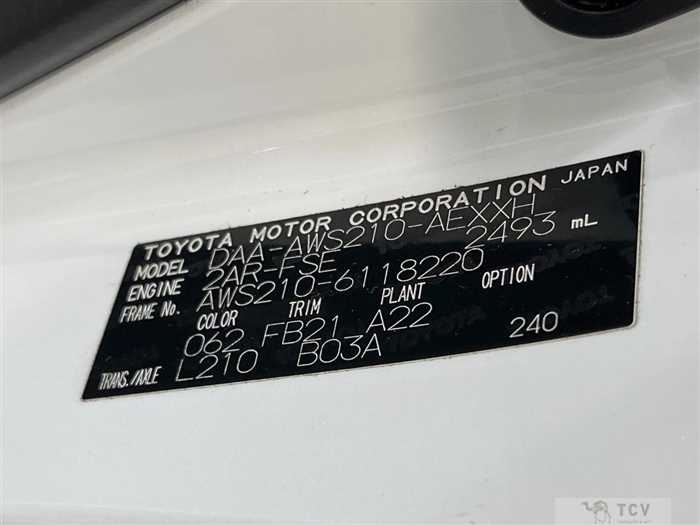 TOYOTA MOTOR CORPORATION JAPAN
MODEL DAA-AWS210-AEXXH
ENGINE 2AR-FSE 2493 mL
FRAME No. AWS210-6118220
COLOR TRIM PLANT OPTION
062 FB21 A22
TRANS./AXLE L210 B03A 240
TCV